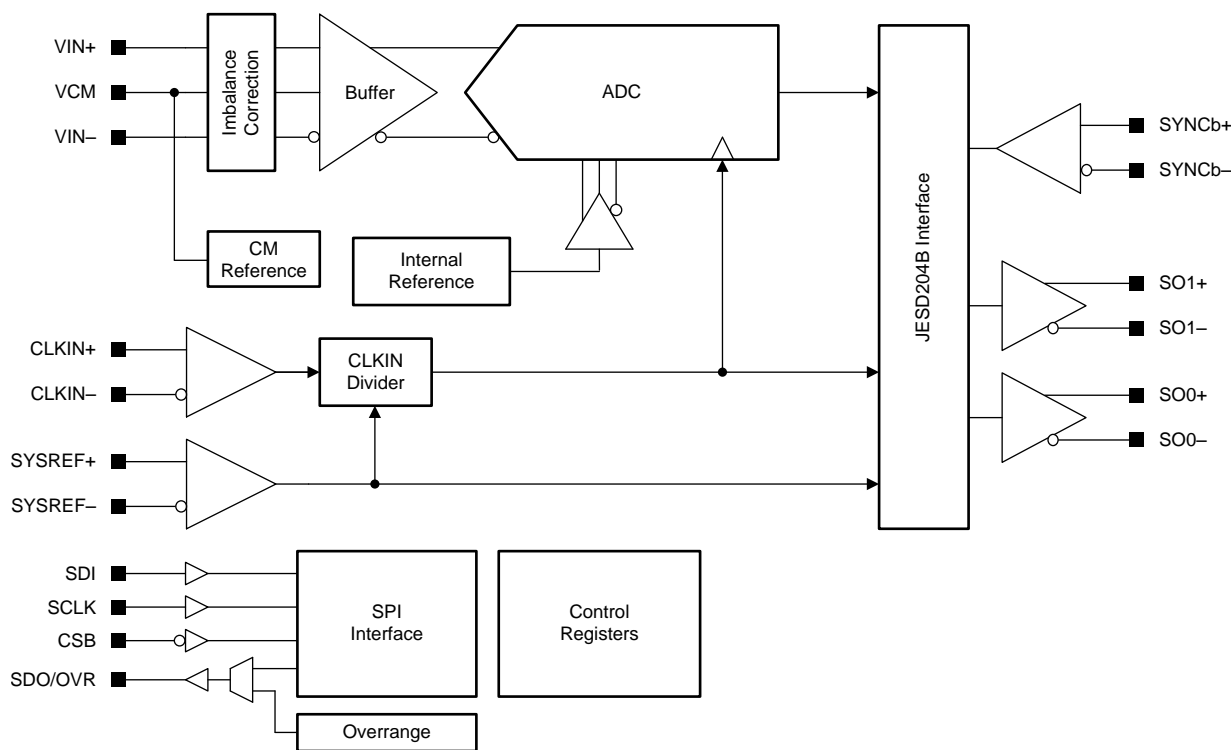 VIN+
VCM
VIN–
Imbalance
Correction
Buffer
ADC
CM
Reference
Internal
Reference
CLKIN+
CLKIN–
CLKIN
Divider
SYSREF+
SYSREF–
JESD204B Interface
SYNCb+
SYNCb–
SO1+
SO1–
SO0+
SO0–
SDI
SCLK
CSB
SDO/OVR
SPI
Interface
Control
Registers
Overrange